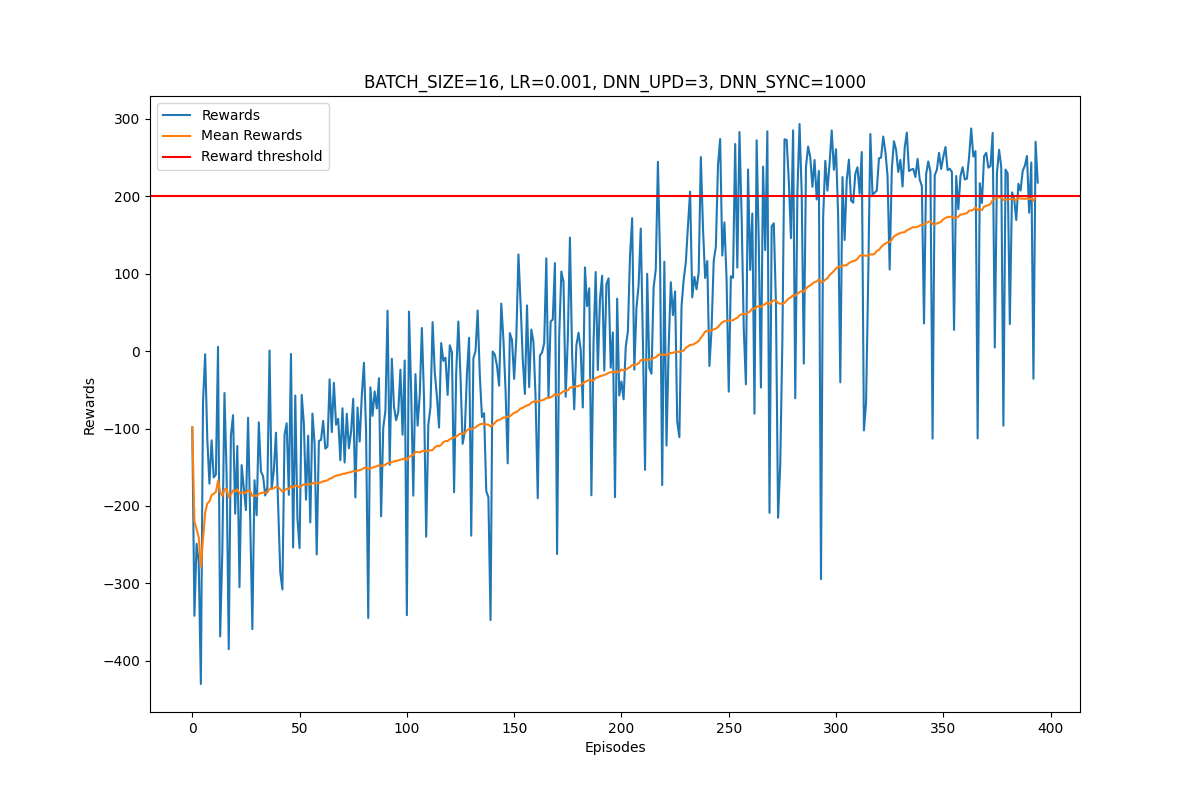 BATCH_SIZE=16, LR=0.001, DNN_UPD=3, DNN_SYNC=1000
Rewards
Mean Rewards
Reward threshold
300
200
100
0
−100
−200
−300
−400
Rewards
0 50 100 150 200 250 300 350 400
Episodes